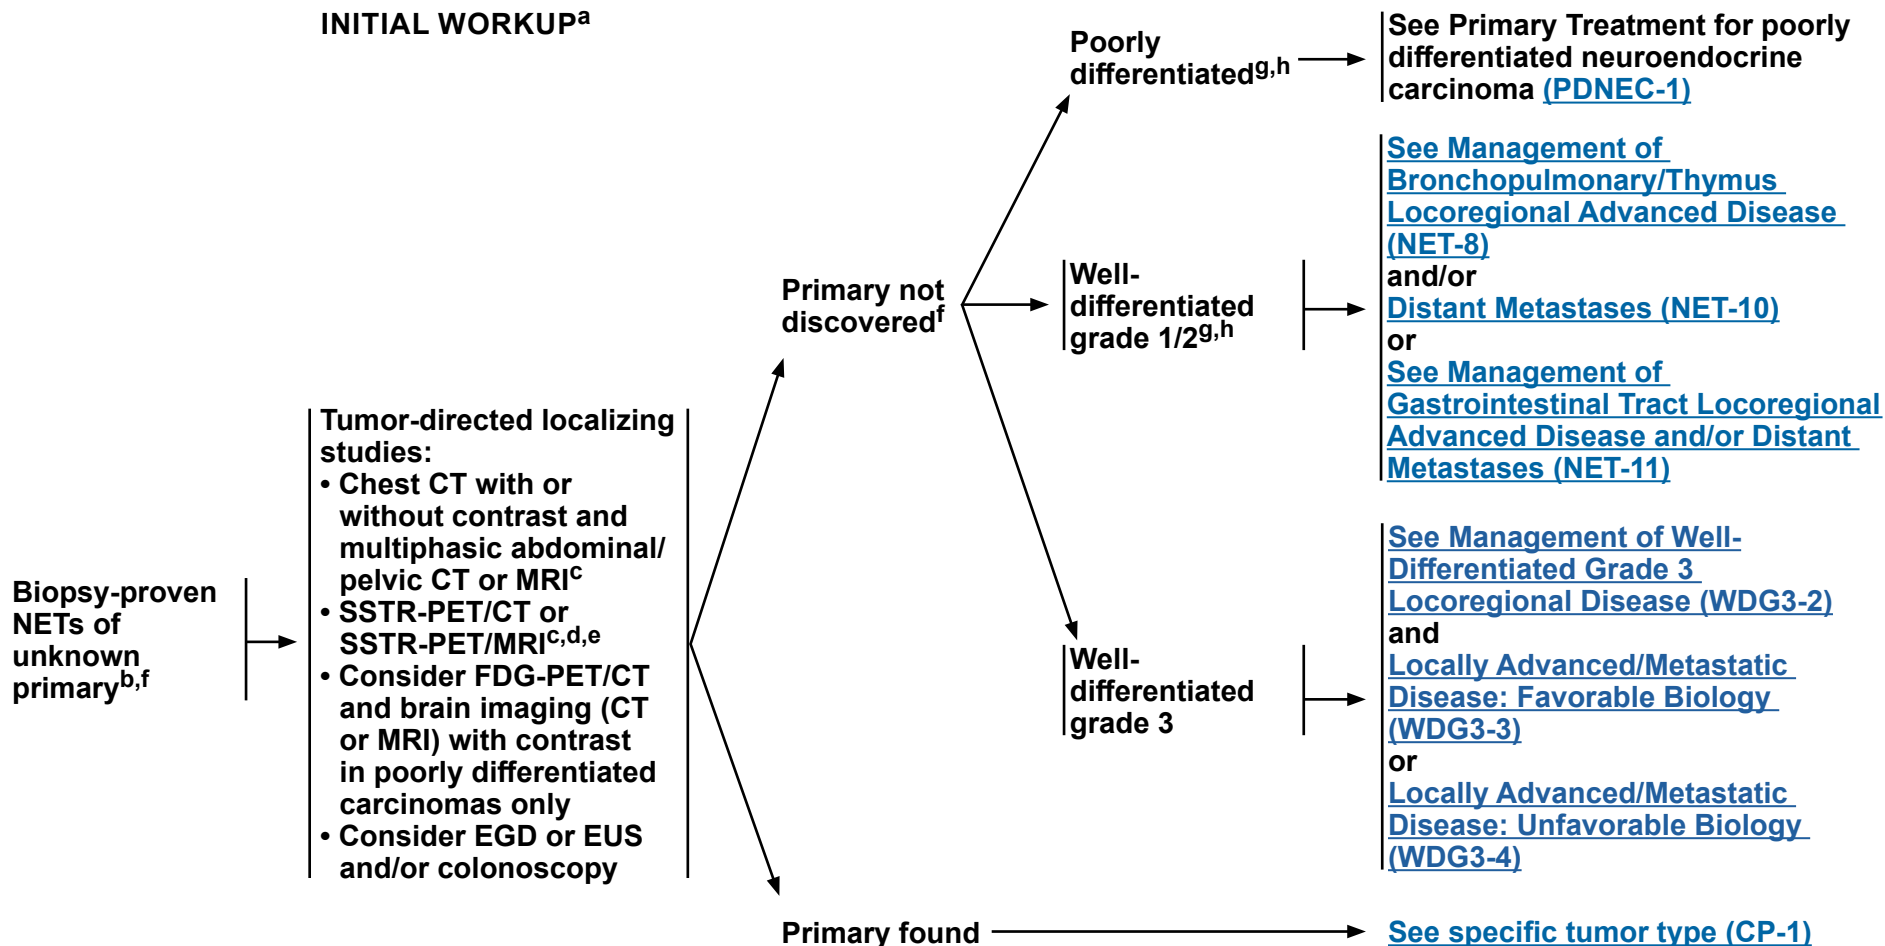 INITIAL WORKUPa
Biopsy-proven
NETs of
unknown
primaryb,f
Tumor-directed localizing
studies:
• Chest CT with or
without contrast and
multiphasic abdominal/
pelvic CT or MRIc
• SSTR-PET/CT or
SSTR-PET/MRIc,d,e
• Consider FDG-PET/CT
and brain imaging (CT
or MRI) with contrast
in poorly differentiated
carcinomas only
• Consider EGD or EUS
and/or colonoscopy
Primary not
discoveredf
Poorly
differentiatedg,h
See Primary Treatment for poorly
differentiated neuroendocrine
carcinoma (PDNEC-1)
Well-
differentiated
grade 1/2g,h
See Management of
Bronchopulmonary/Thymus
Locoregional Advanced Disease
(NET-8)
and/or
Distant Metastases (NET-10)
or
See Management of
Gastrointestinal Tract Locoregional
Advanced Disease and/or Distant
Metastases (NET-11)
Well-
differentiated
grade 3
See Management of Well-
Differentiated Grade 3
Locoregional Disease (WDG3-2)
and
Locally Advanced/Metastatic
Disease: Favorable Biology
(WDG3-3)
or
Locally Advanced/Metastatic
Disease: Unfavorable Biology
(WDG3-4)
Primary found
See specific tumor type (CP-1)